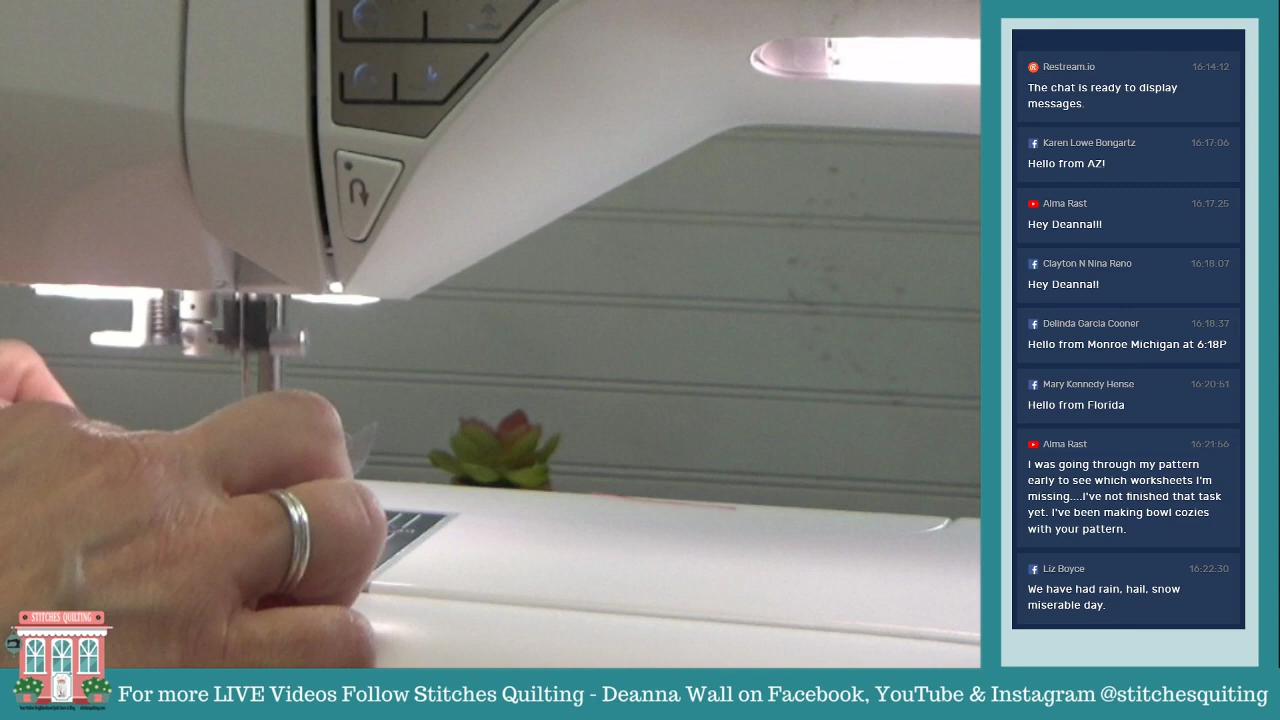 Restream.io 16:14:12
The chat is ready to display
messages.
Karen Lowe Bongartz 16:17:06
Hello from AZ!
Alma Rast 16:17:25
Hey Deanna!!!
Clayton N Nina Reno 16:18:07
Hey Deanna!!
Delinda Garcia Cooner 16:18:37
Hello from Monroe Michigan at 6:18P
Mary Kennedy Hense 16:20:51
Hello from Florida
Alma Rast 16:21:56
I was going through my pattern
early to see which worksheets I'm
missing....I've not finished that task
yet. I've been making bowl cozies
with your pattern.
Liz Boyce 16:22:30
We have had rain, hail, snow
miserable day.
STITCHES QUILTING
For more LIVE Videos Follow Stitches Quilting - Deanna Wall on Facebook, YouTube & Instagram @stitchesquiting